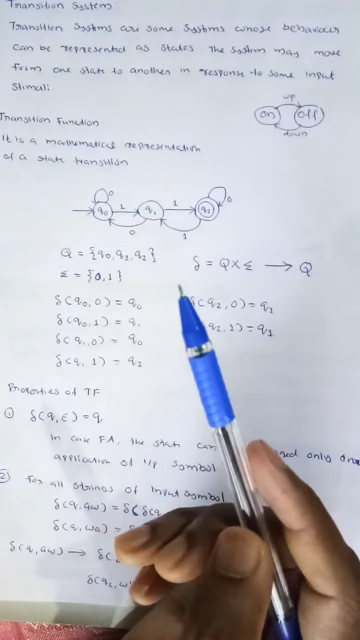 Transition System:
Transition Systems are some Systems whose behaviour
can be represented as states. The System may move
from one state to another in response to some input
stimuli
up
on off
down
Transition Function
It is a mathematical representation
of a state transition
0 0
q0 1 q1 1 q2
0 1
Q = {q0, q1, q2}
Σ = {0,1}
δ = Q × Σ → Q
δ(q0,0) = q0 δ(q2,0) = q2
δ(q0,1) = q1 q2,1) = q1
δ(q1,0) = q0
δ(q1,1) = q2
Properties of TF
① δ(q,ε) = q
In case FA, the state can only
application of i/p symbol
② For all strings of input symbol
δ(q,aw) = δ(δ(q
δ(q,wa) =
δ(q,aw) → δ(